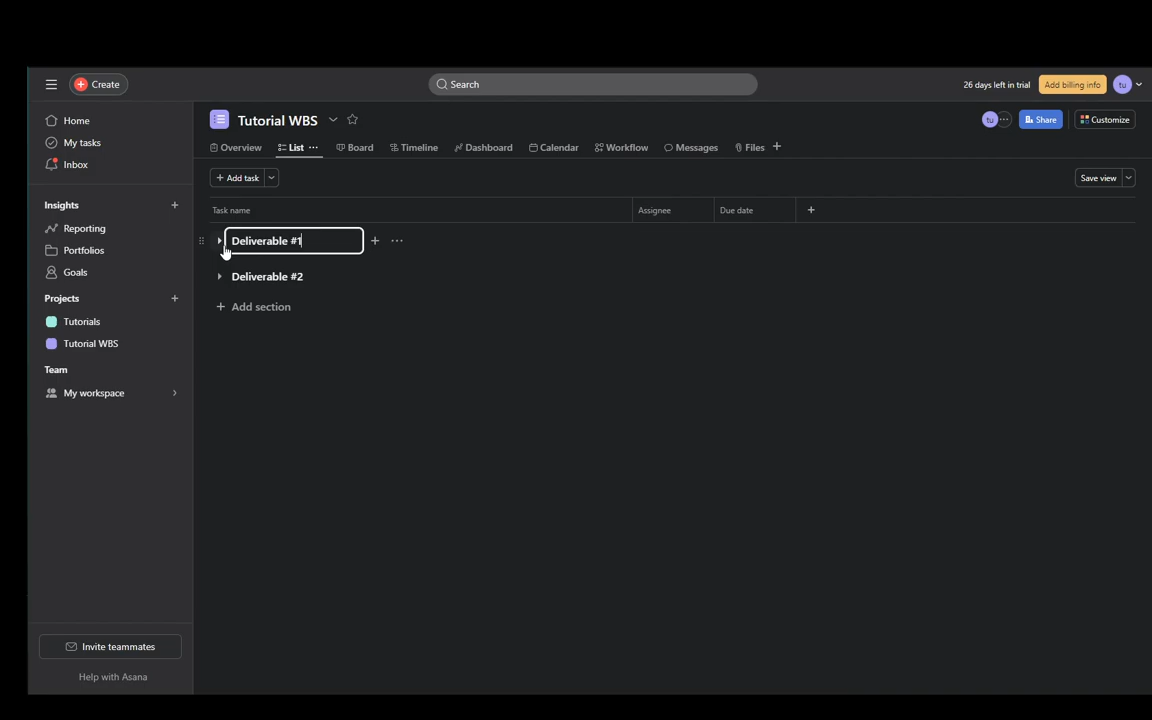 Create
Search
26 days left in trial
Add billing info
tu
Home
My tasks
Inbox
Tutorial WBS
tu
Share
Customize
Overview
List
Board
Timeline
Dashboard
Calendar
Workflow
Messages
Files
+ Add task
Save view
Insights
Reporting
Portfolios
Goals
Projects
Tutorials
Tutorial WBS
Team
My workspace
Task name
Assignee
Due date
Deliverable #1
Deliverable #2
+ Add section
Invite teammates
Help with Asana